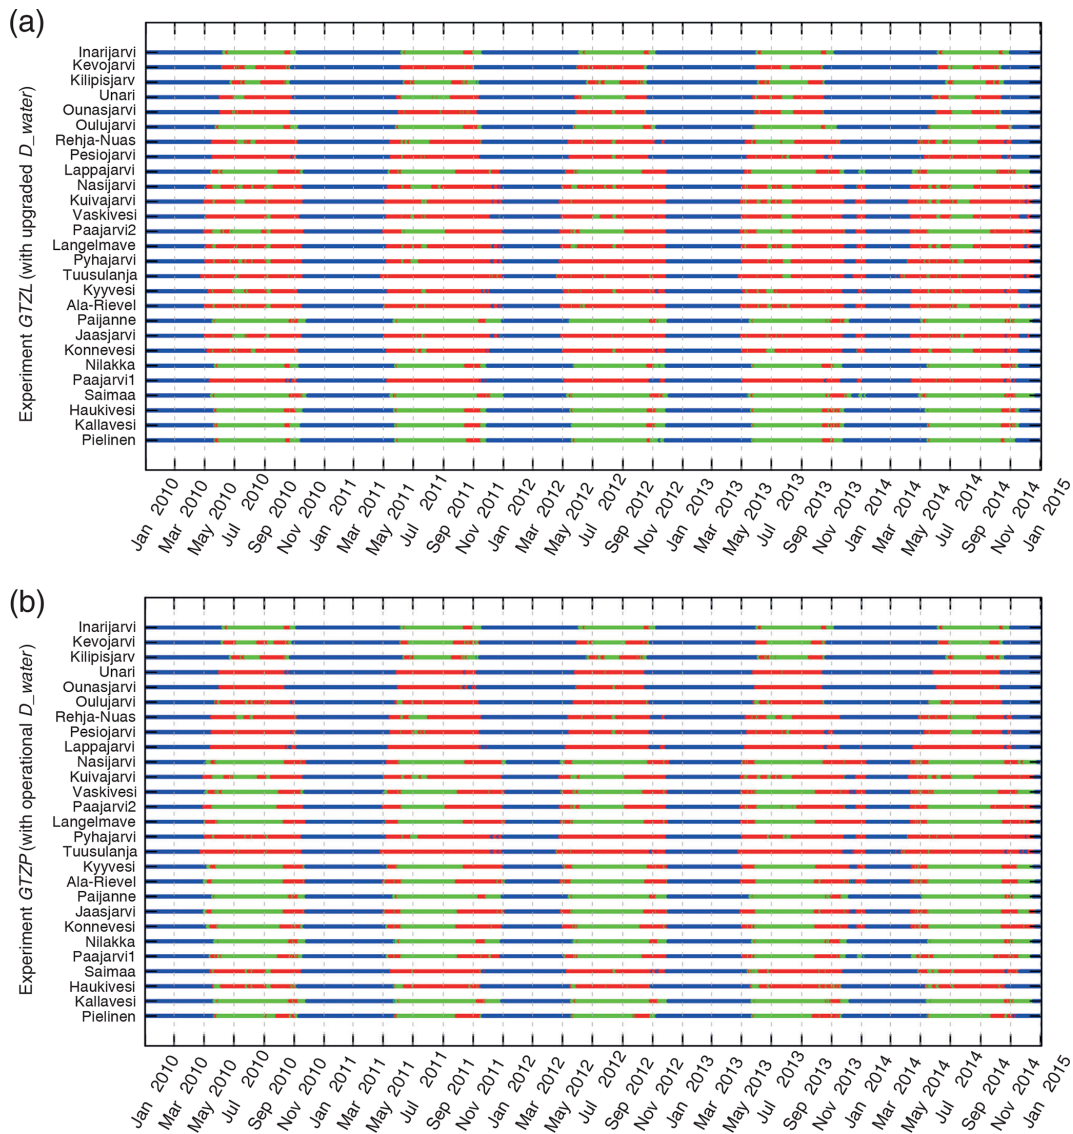 (a)
Experiment GTZL (with upgraded D_water)
Inarijarvi
Kevojarvi
Kilipisjarv
Unari
Ounasjarvi
Oulujarvi
Rehja-Nuas
Pesiojarvi
Lappajarvi
Nasijarvi
Kuivajarvi
Vaskivesi
Paajarvi2
Langelmave
Pyhajarvi
Tuusulanja
Kyyvesi
Ala-Rievel
Paijanne
Jaasjarvi
Konnevesi
Nilakka
Paajarvi1
Saimaa
Haukivesi
Kallavesi
Pielinen
Jan 2010
Mar 2010
May 2010
Jul 2010
Sep 2010
Nov 2010
Jan 2011
Mar 2011
May 2011
Jul 2011
Sep 2011
Nov 2011
Jan 2012
Mar 2012
May 2012
Jul 2012
Sep 2012
Nov 2012
Jan 2013
Mar 2013
May 2013
Jul 2013
Sep 2013
Nov 2013
Jan 2014
Mar 2014
May 2014
Jul 2014
Sep 2014
Nov 2014
Jan 2015
(b)
Experiment GTZP (with operational D_water)
Inarijarvi
Kevojarvi
Kilipisjarv
Unari
Ounasjarvi
Oulujarvi
Rehja-Nuas
Pesiojarvi
Lappajarvi
Nasijarvi
Kuivajarvi
Vaskivesi
Paajarvi2
Langelmave
Pyhajarvi
Tuusulanja
Kyyvesi
Ala-Rievel
Paijanne
Jaasjarvi
Konnevesi
Nilakka
Paajarvi1
Saimaa
Haukivesi
Kallavesi
Pielinen
Jan 2010
Mar 2010
May 2010
Jul 2010
Sep 2010
Nov 2010
Jan 2011
Mar 2011
May 2011
Jul 2011
Sep 2011
Nov 2011
Jan 2012
Mar 2012
May 2012
Jul 2012
Sep 2012
Nov 2012
Jan 2013
Mar 2013
May 2013
Jul 2013
Sep 2013
Nov 2013
Jan 2014
Mar 2014
May 2014
Jul 2014
Sep 2014
Nov 2014
Jan 2015